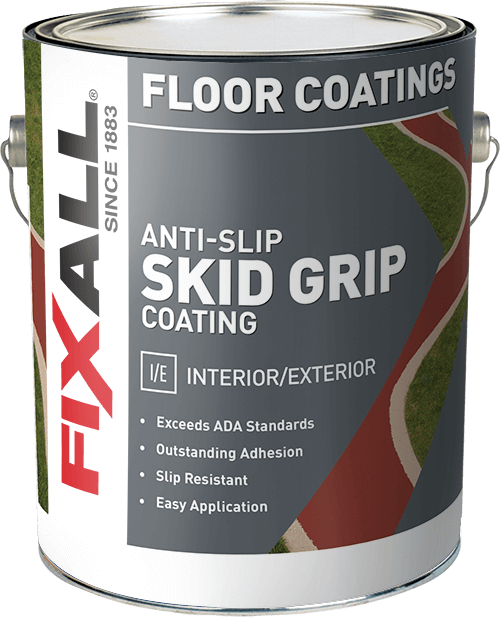 FLOOR COATINGS
FIXALL®
SINCE 1883
ANTI-SLIP
SKID GRIP
COATING
I/E INTERIOR/EXTERIOR
• Exceeds ADA Standards
• Outstanding Adhesion
• Slip Resistant
• Easy Application